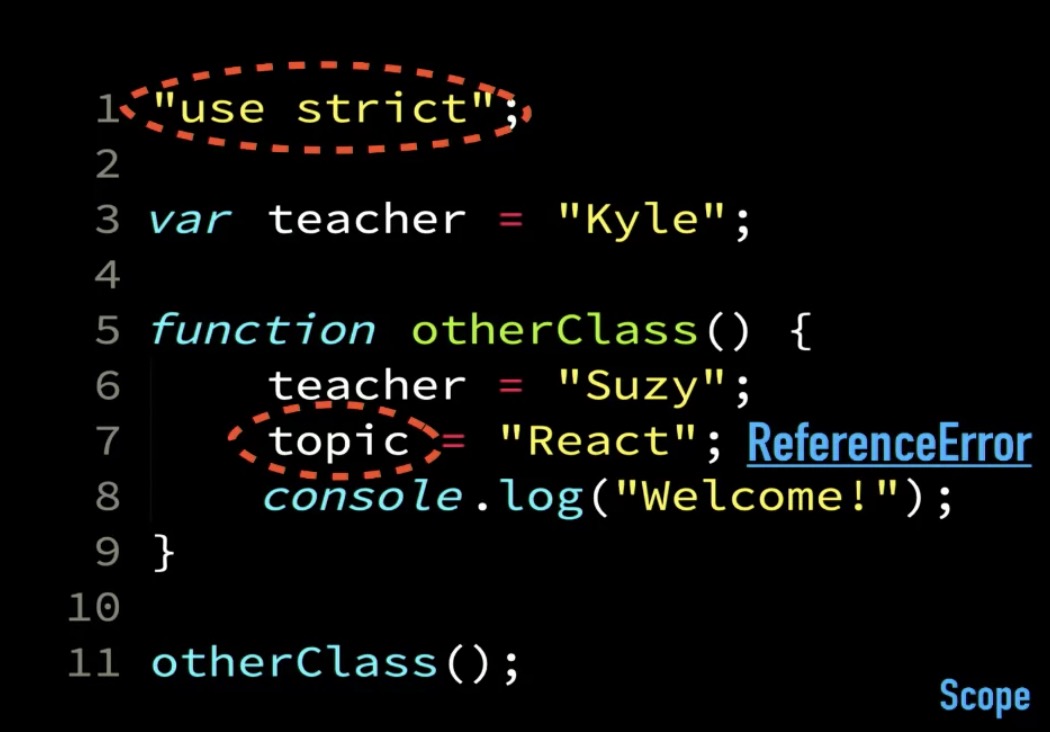 1 "use strict";
2
3 var teacher = "Kyle";
4
5 function otherClass() {
6     teacher = "Suzy";
7     topic = "React"; ReferenceError
8     console.log("Welcome!");
9 }
10
11 otherClass();
Scope